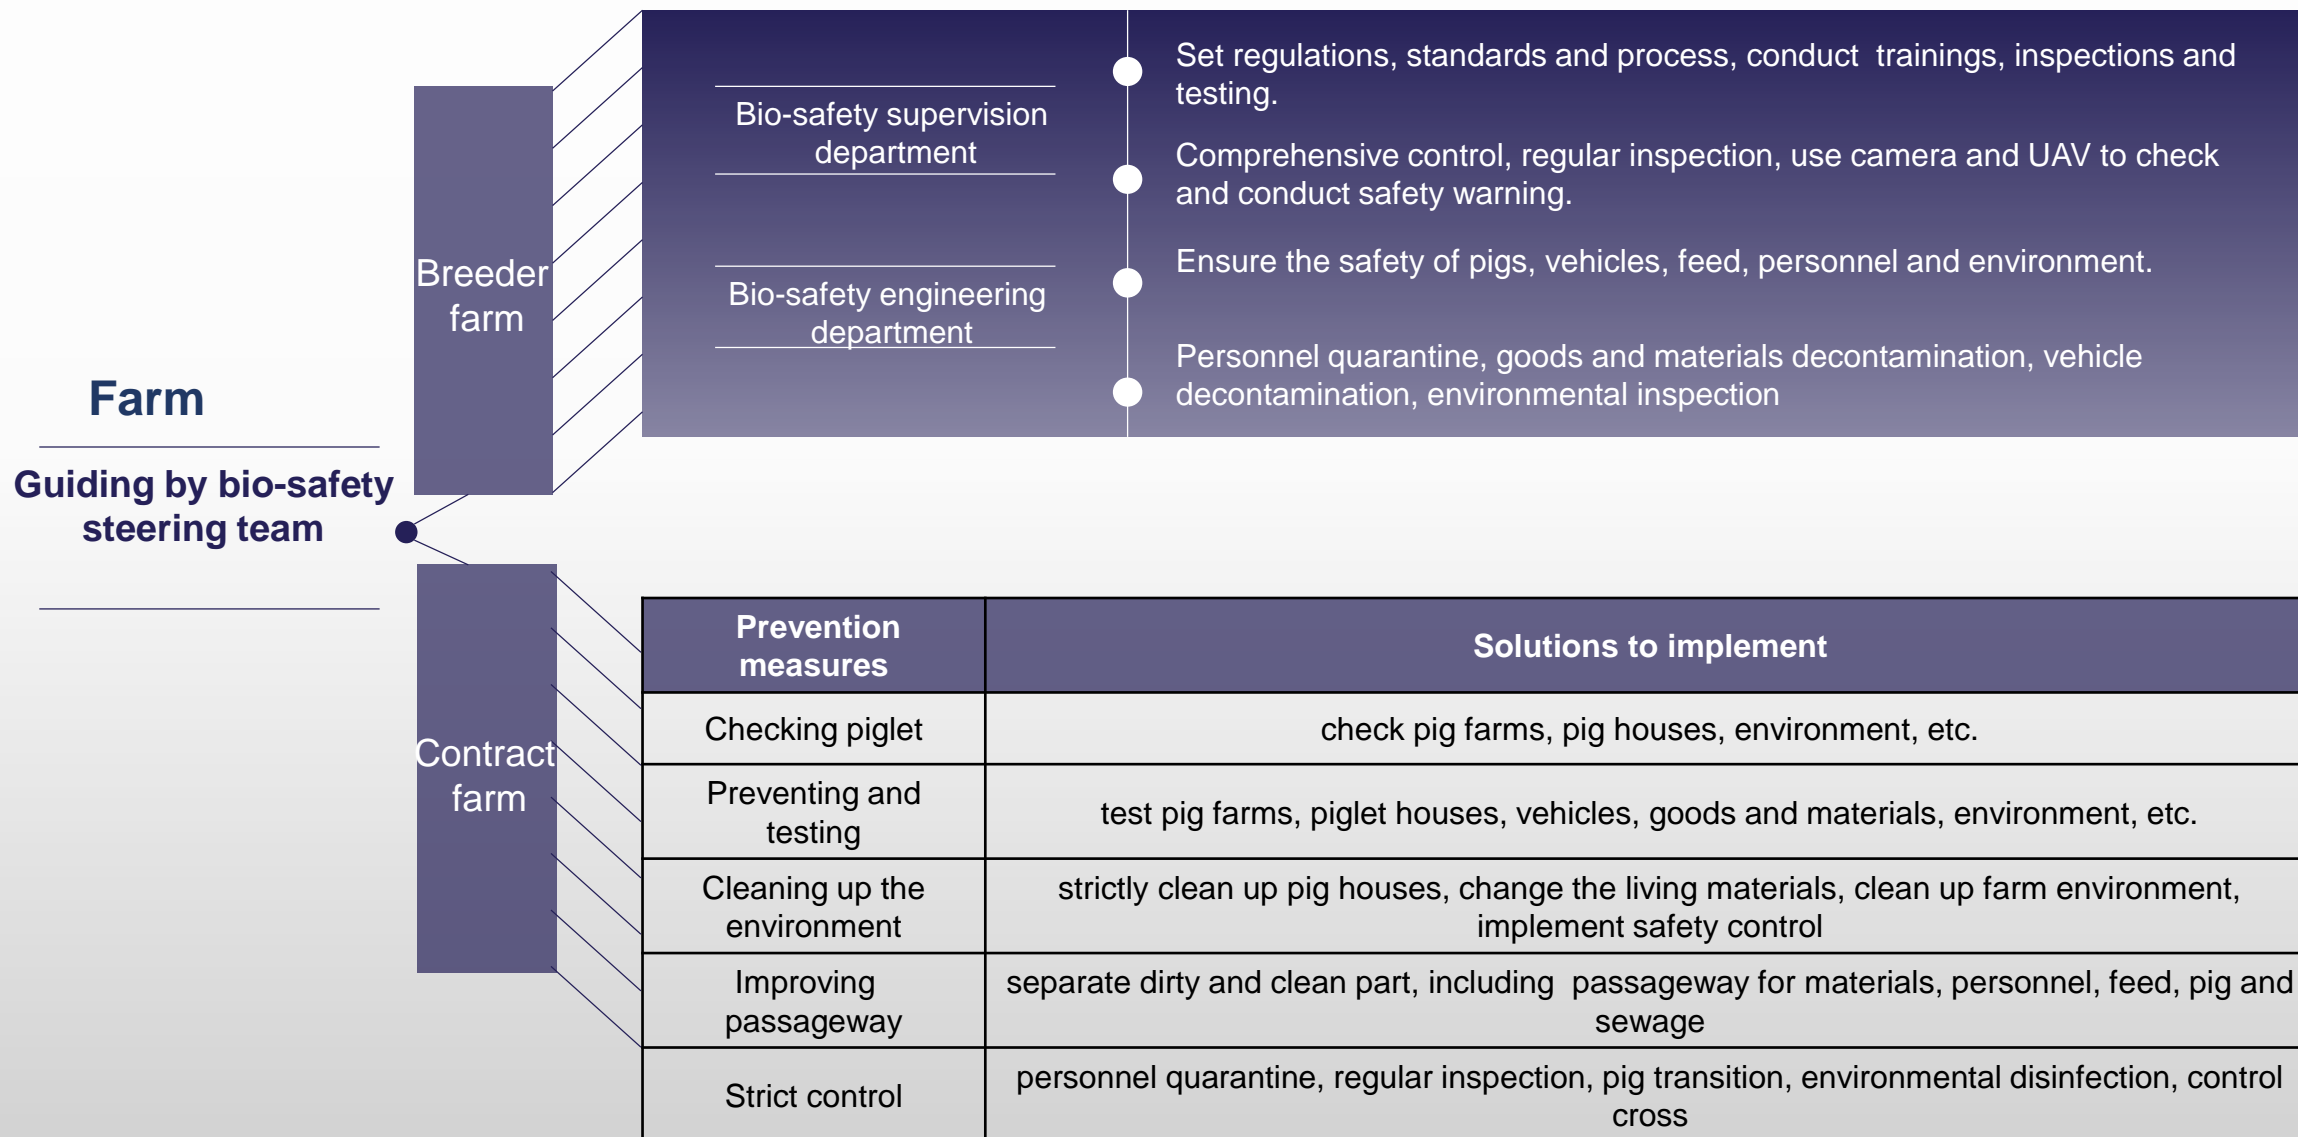 Farm
Guiding by bio-safety
steering team
Breeder
farm
Bio-safety supervision
department
Bio-safety engineering
department
Set regulations, standards and process, conduct  trainings, inspections and
testing.
Comprehensive control, regular inspection, use camera and UAV to check
and conduct safety warning.
Ensure the safety of pigs, vehicles, feed, personnel and environment.
Personnel quarantine, goods and materials decontamination, vehicle
decontamination, environmental inspection
Contract
farm
Prevention
measures
Solutions to implement
Checking piglet
check pig farms, pig houses, environment, etc.
Preventing and
testing
test pig farms, piglet houses, vehicles, goods and materials, environment, etc.
Cleaning up the
environment
strictly clean up pig houses, change the living materials, clean up farm environment,
implement safety control
Improving
passageway
separate dirty and clean part, including  passageway for materials, personnel, feed, pig and
sewage
Strict control
personnel quarantine, regular inspection, pig transition, environmental disinfection, control
cross